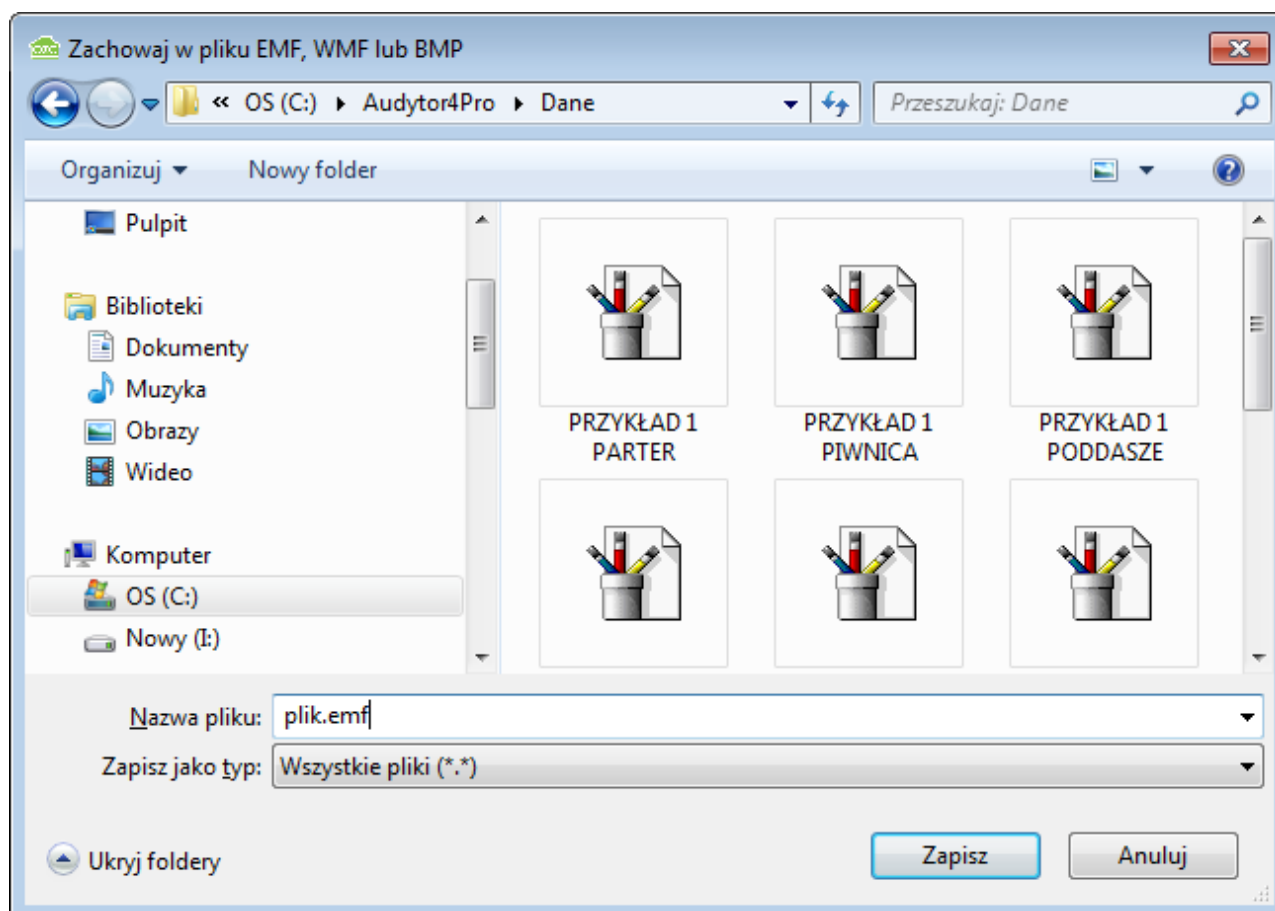 Zachowaj w pliku EMF, WMF lub BMP
« OS (C:) Audytor4Pro Dane
Przeszukaj: Dane
Organizuj Nowy folder
Pulpit
Biblioteki
Dokumenty
Muzyka
Obrazy
Wideo
Komputer
OS (C:)
Nowy (I:)
PRZYKŁAD 1
PARTER
PRZYKŁAD 1
PIWNICA
PRZYKŁAD 1
PODDASZE
Nazwa pliku: plik.emf
Zapisz jako typ: Wszystkie pliki (*.*)
Ukryj foldery
Zapisz
Anuluj